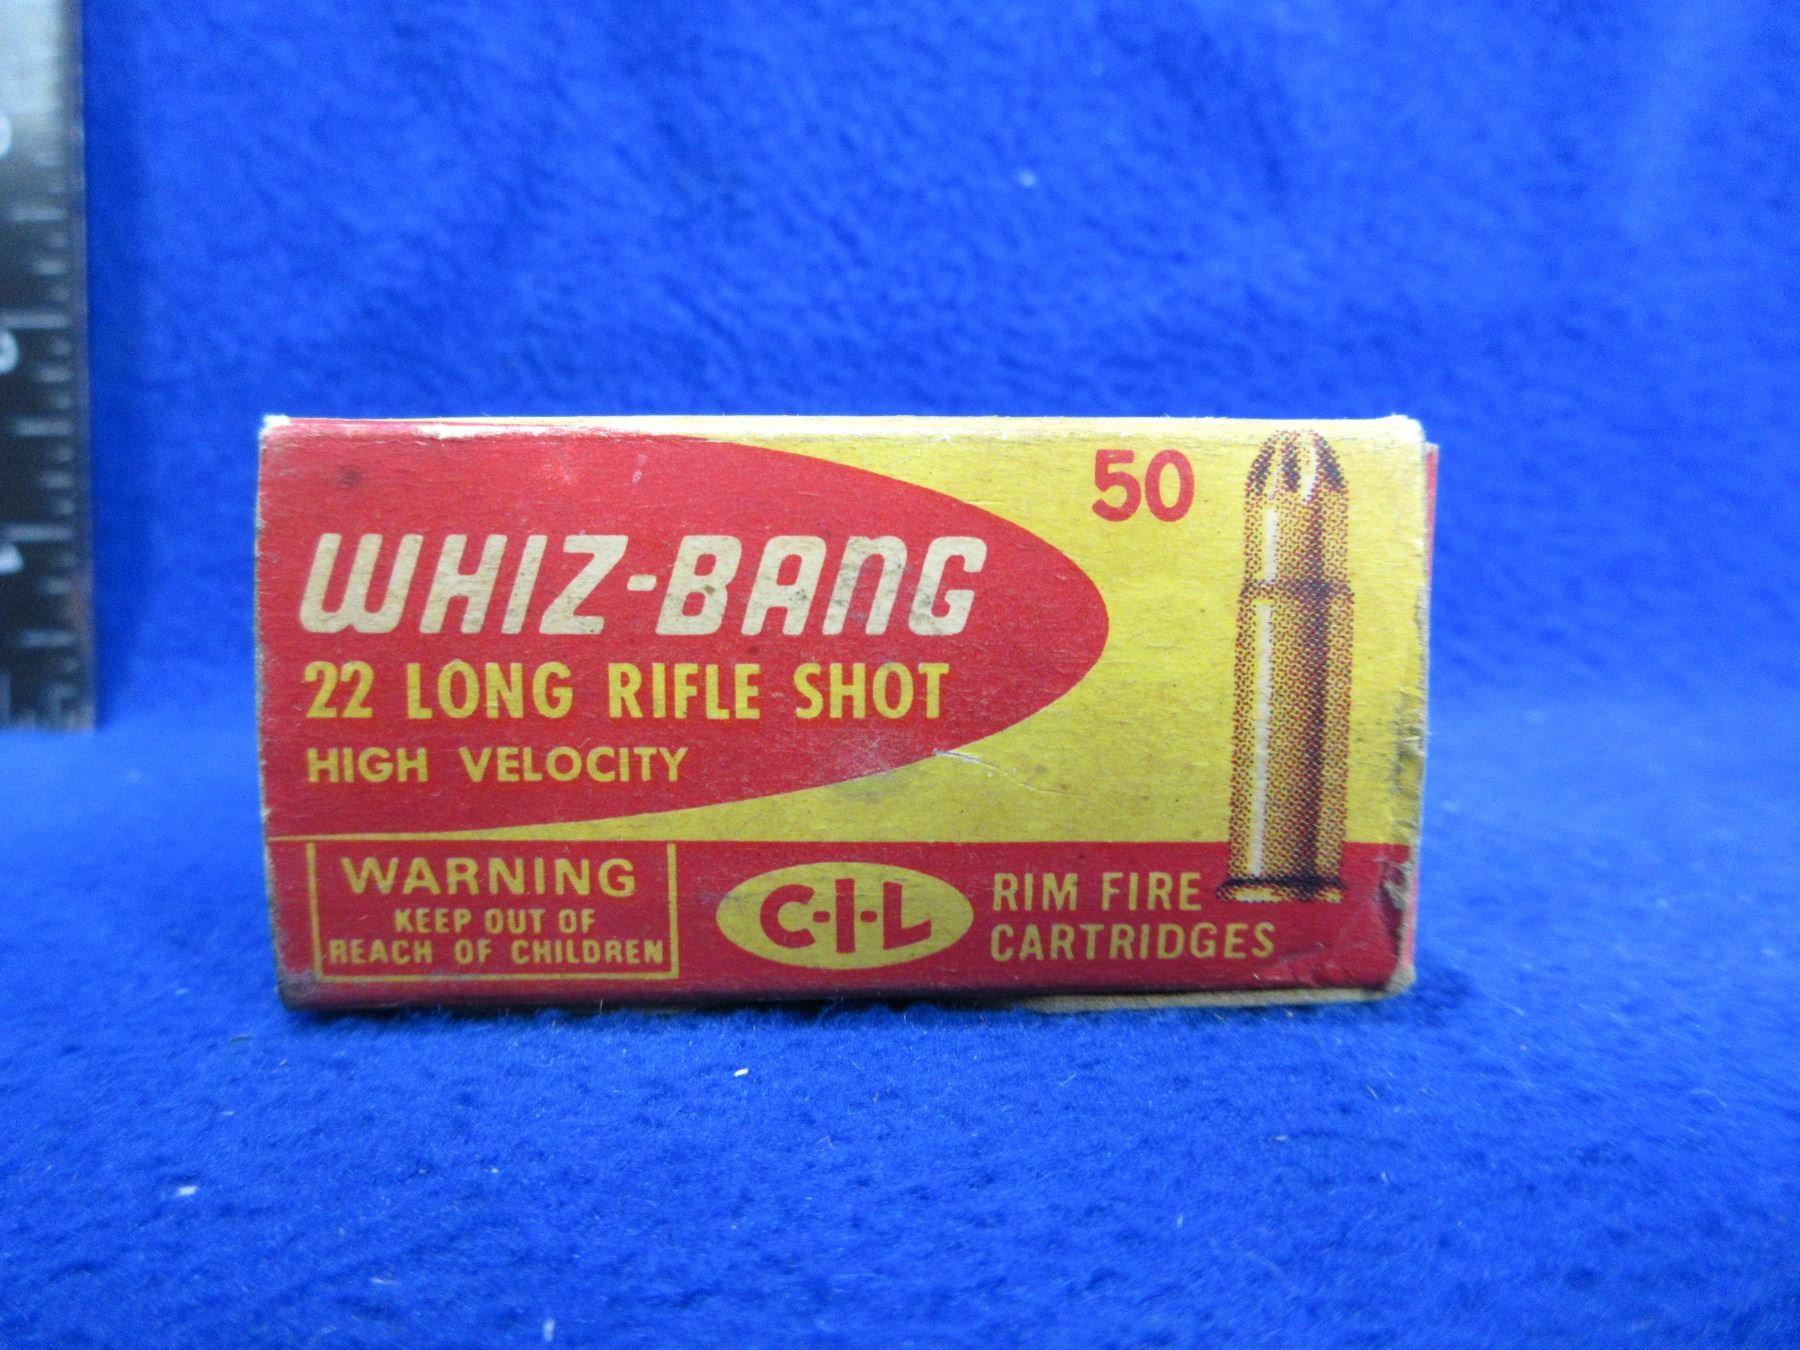 50
WHIZ-BANG
22 LONG RIFLE SHOT
HIGH VELOCITY
WARNING
KEEP OUT OF
REACH OF CHILDREN
C-I-L
RIM FIRE
CARTRIDGES